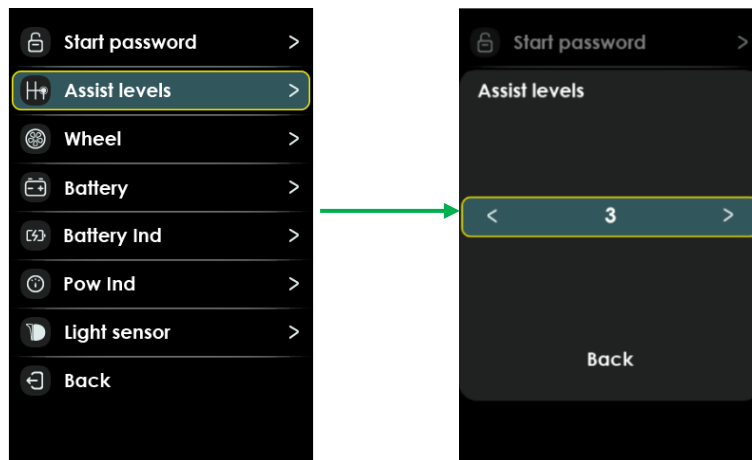 Start password >
Assist levels >
Wheel >
Battery >
Battery Ind >
Pow Ind >
Light sensor >
Back
Start password >
Assist levels
< 3 >
Back